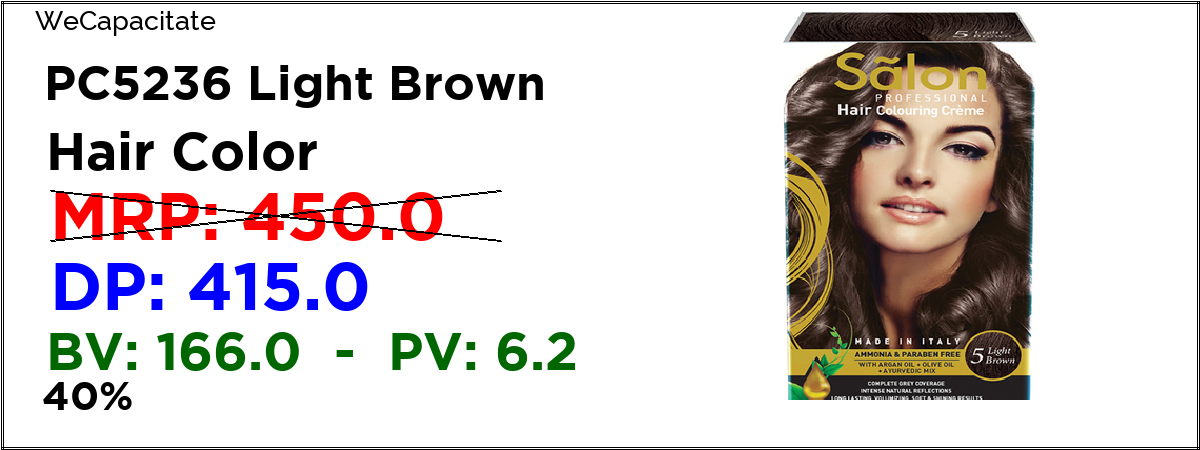 WeCapacitate
PC5236 Light Brown
Hair Color
MRP: 450.0
DP: 415.0
BV: 166.0 - PV: 6.2
40%
5 Light
Brown
Salon
PROFESSIONAL
Hair Colouring Crème
MADE IN ITALY
AMMONIA & PARABEN FREE
*WITH ARGAN OIL + OLIVE OIL
+ AYURVEDIC MIX
5 Light
Brown
COMPLETE GREY COVERAGE
INTENSE NATURAL REFLECTIONS
LONG LASTING, VOLUMIZING, SOFT & SHINING RESULTS